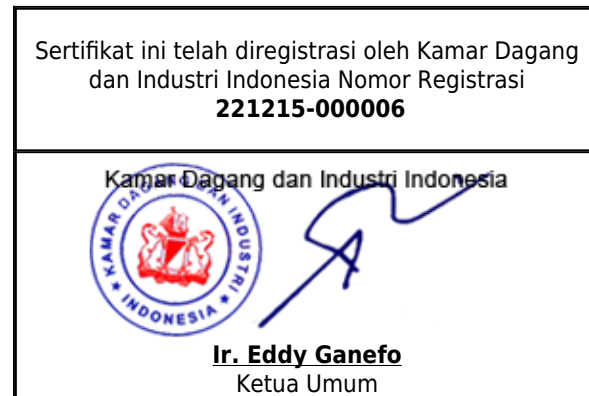 Sertifikat ini telah diregistrasi oleh Kamar Dagang
dan Industri Indonesia Nomor Registrasi
221215-000006
Kamar Dagang dan Industri Indonesia
KAMAR DAGANG DAN INDUSTRI
INDONESIA
Ir. Eddy Ganefo
Ketua Umum